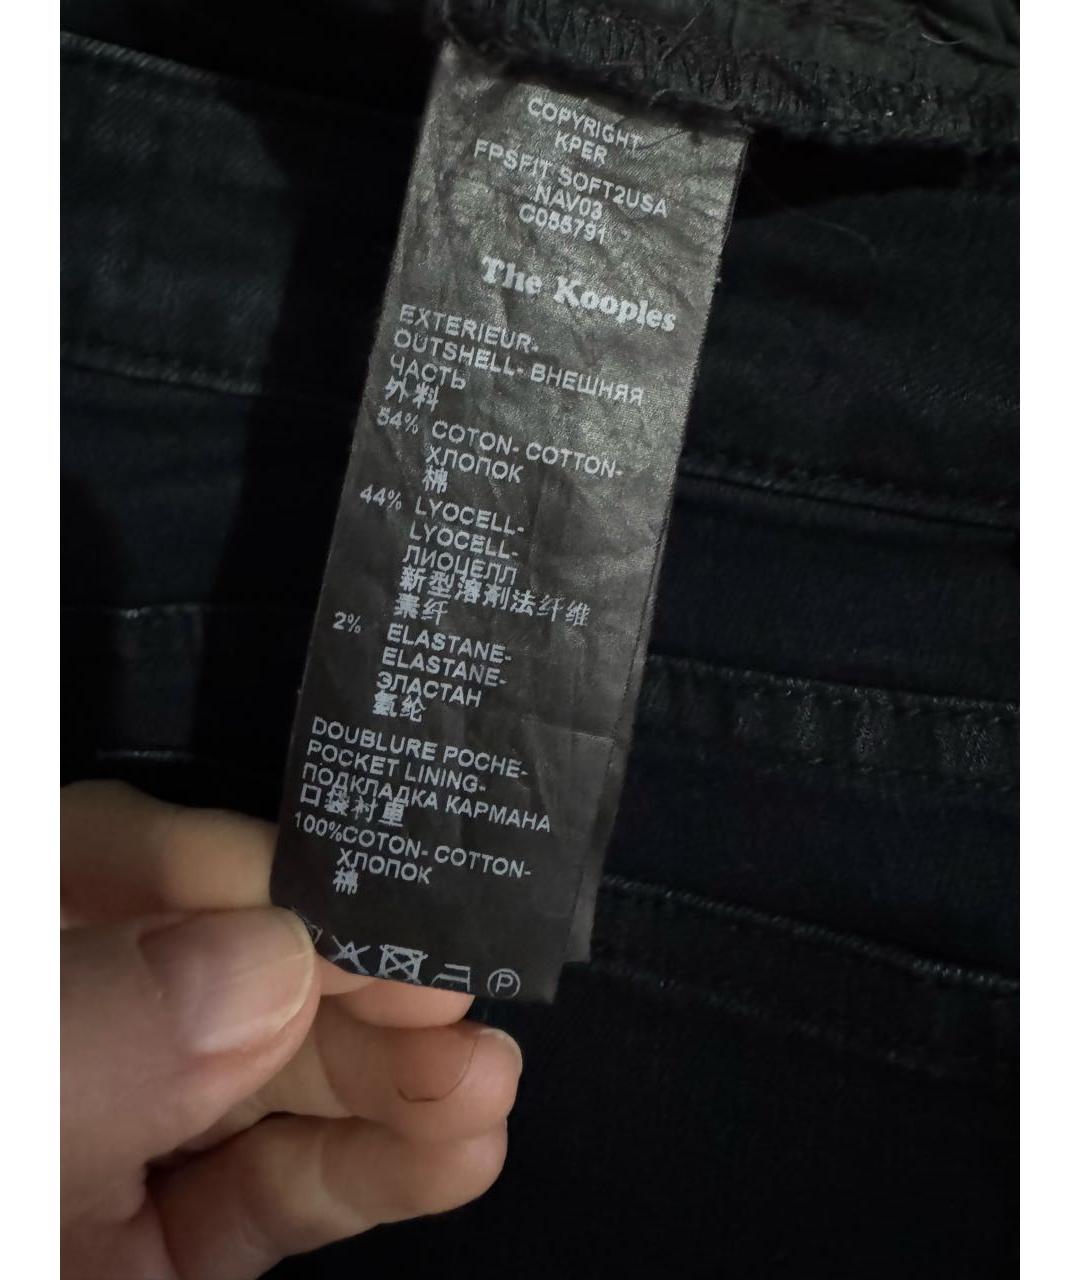 COPYRIGHT
KPER
FPSFIT SOFT2USA
NAV03
C055791
The Kooples
EXTERIEUR-
OUTSHELL- ВНЕШНЯЯ
ЧАСТЬ
外料
54% COTON- COTTON-
ХЛОПОК
棉
44% LYOCELL-
LYOCELL-
ЛИОЦЕЛЛ
新型溶剂法纤维
素纤
2% ELASTANE-
ELASTANE-
ЭЛАСТАН
氨纶
DOUBLURE POCHE-
POCKET LINING-
ПОДКЛАДКА КАРМАНА
口袋衬里
100%COTON- COTTON-
ХЛОПОК
棉
P